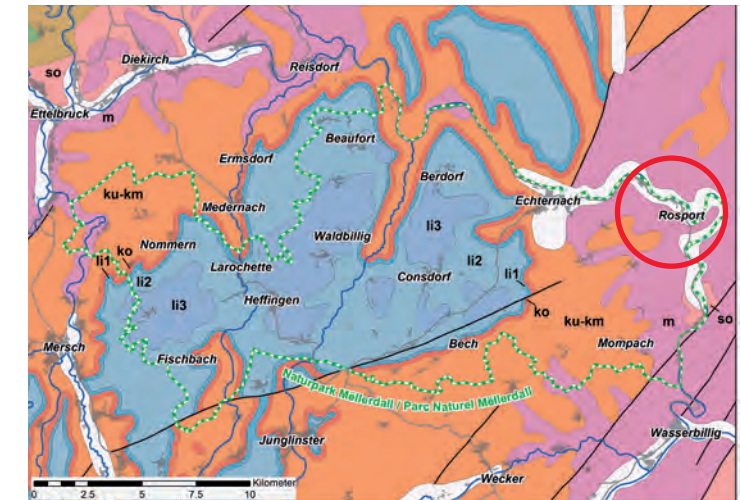 Diekirch
Reisdorf
so
Ettelbruck
m
Beaufort
Ermsdorf
Berdorf
Echternach
ku-km
Medernach
Rosport
Nommern
Waldbillig
li3
ko
li1
Larochette
li2
Consdorf
li2
li1
li3
Heffingen
ko
ku-km
m
so
Mersch
Fischbach
Bech
Mompach
Naturpark Mëllerdall / Parc Naturel Mëllerdall
Junglinster
Wasserbillig
Wecker
Kilometer
0 2.5 5 7.5 10